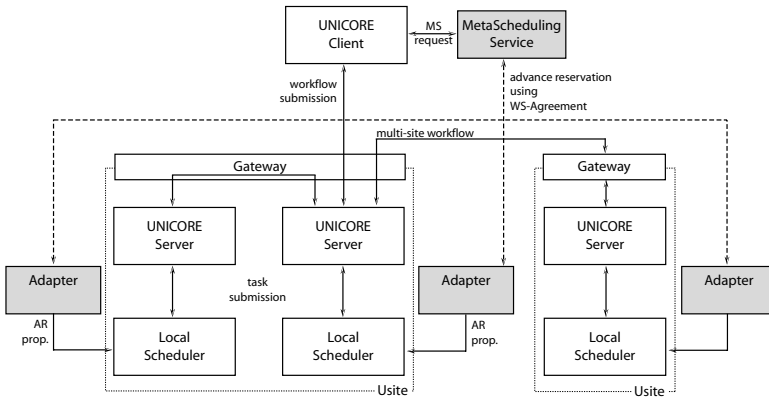 UNICORE
Client
MS
request
MetaScheduling
Service
workflow
submission
advance reservation
using
WS-Agreement
multi-site workflow
Gateway
Gateway
UNICORE
Server
UNICORE
Server
UNICORE
Server
Adapter
task
submission
Adapter
Adapter
AR
prop.
Local
Scheduler
Local
Scheduler
AR
prop.
Local
Scheduler
Usite
Usite